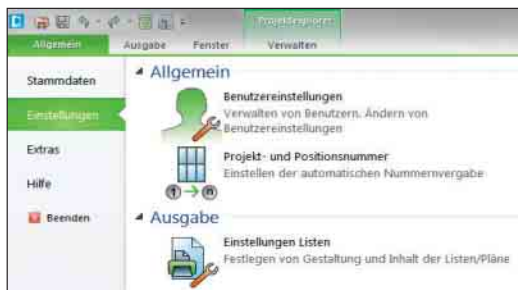 Projektexplorer
Allgemein Ausgabe Fenster Verwalten
Stammdaten
Einstellungen
Extras
Hilfe
Beenden
Allgemein
Benutzereinstellungen
Verwalten von Benutzern. Ändern von
Benutzereinstellungen
Projekt- und Positionsnummer
Einstellen der automatischen Nummernvergabe
1 n
Ausgabe
Einstellungen Listen
Festlegen von Gestaltung und Inhalt der Listen/Pläne